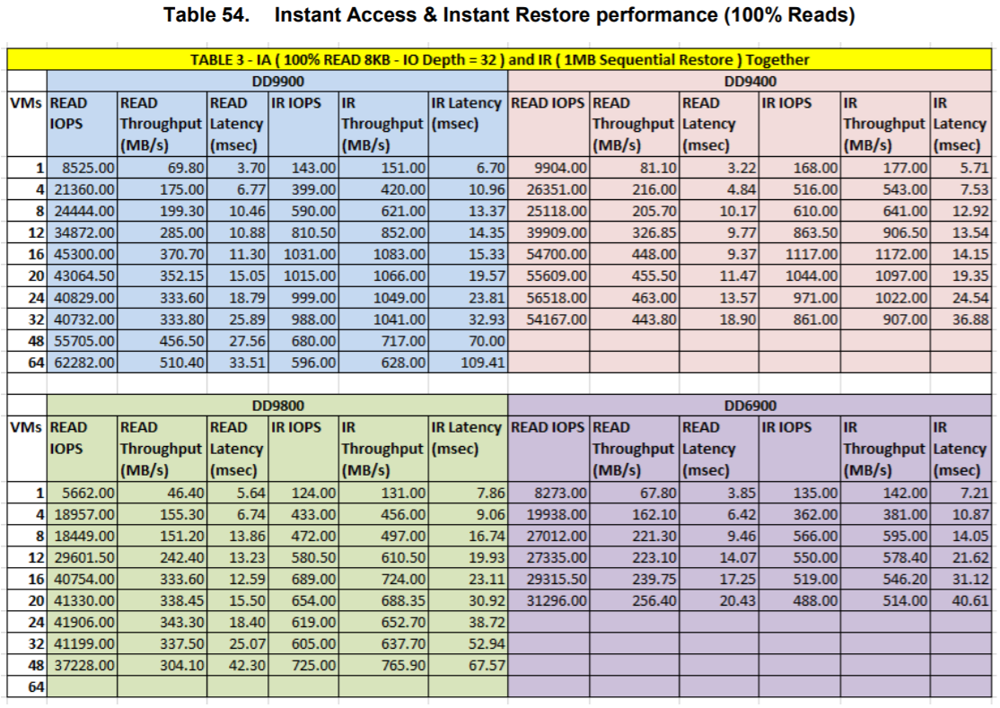 Table 54. Instant Access & Instant Restore performance (100% Reads)
TABLE 3 - IA ( 100% READ 8KB - IO Depth = 32 ) and IR ( 1MB Sequential Restore ) Together
DD9900 DD9400
VMs READ READ READ IR IOPS IR IR Latency READ IOPS READ READ IR IOPS IR IR
IOPS Throughput Latency Throughput (msec) Throughput Latency Throughput Latency
(MB/s) (msec) (MB/s) (MB/s) (msec) (MB/s) (msec)
1 8525.00 69.80 3.70 143.00 151.00 6.70 9904.00 81.10 3.22 168.00 177.00 5.71
4 21360.00 175.00 6.77 399.00 420.00 10.96 26351.00 216.00 4.84 516.00 543.00 7.53
8 24444.00 199.30 10.46 590.00 621.00 13.37 25118.00 205.70 10.17 610.00 641.00 12.92
12 34872.00 285.00 10.88 810.50 852.00 14.35 39909.00 326.85 9.77 863.50 906.50 13.54
16 45300.00 370.70 11.30 1031.00 1083.00 15.33 54700.00 448.00 9.37 1117.00 1172.00 14.15
20 43064.50 352.15 15.05 1015.00 1066.00 19.57 55609.00 455.50 11.47 1044.00 1097.00 19.35
24 40829.00 333.60 18.79 999.00 1049.00 23.81 56518.00 463.00 13.57 971.00 1022.00 24.54
32 40732.00 333.80 25.89 988.00 1041.00 32.93 54167.00 443.80 18.90 861.00 907.00 36.88
48 55705.00 456.50 27.56 680.00 717.00 70.00
64 62282.00 510.40 33.51 596.00 628.00 109.41
DD9800 DD6900
VMs READ READ READ IR IOPS IR IR Latency READ IOPS READ READ IR IOPS IR IR
IOPS Throughput Latency Throughput (msec) Throughput Latency Throughput Latency
(MB/s) (msec) (MB/s) (MB/s) (msec) (MB/s) (msec)
1 5662.00 46.40 5.64 124.00 131.00 7.86 8273.00 67.80 3.85 135.00 142.00 7.21
4 18957.00 155.30 6.74 433.00 456.00 9.06 19938.00 162.10 6.42 362.00 381.00 10.87
8 18449.00 151.20 13.86 472.00 497.00 16.74 27012.00 221.30 9.46 566.00 595.00 14.05
12 29601.50 242.40 13.23 580.50 610.50 19.93 27335.00 223.10 14.07 550.00 578.40 21.62
16 40754.00 333.60 12.59 689.00 724.00 23.11 29315.50 239.75 17.25 519.00 546.20 31.12
20 41330.00 338.45 15.50 654.00 688.35 30.92 31296.00 256.40 20.43 488.00 514.00 40.61
24 41906.00 343.30 18.40 619.00 652.70 38.72
32 41199.00 337.50 25.07 605.00 637.70 52.94
48 37228.00 304.10 42.30 725.00 765.90 67.57
64